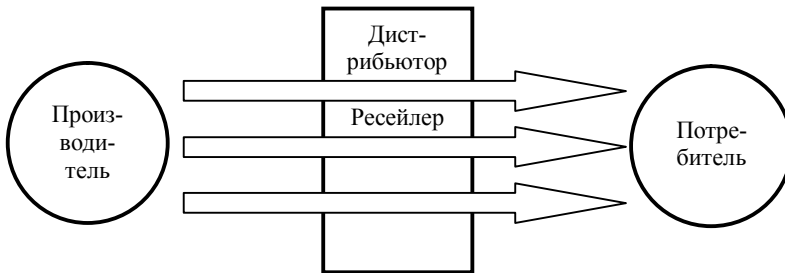 Произ-
води-
тель
Дист-
рибьютор
Ресейлер
Потре-
битель